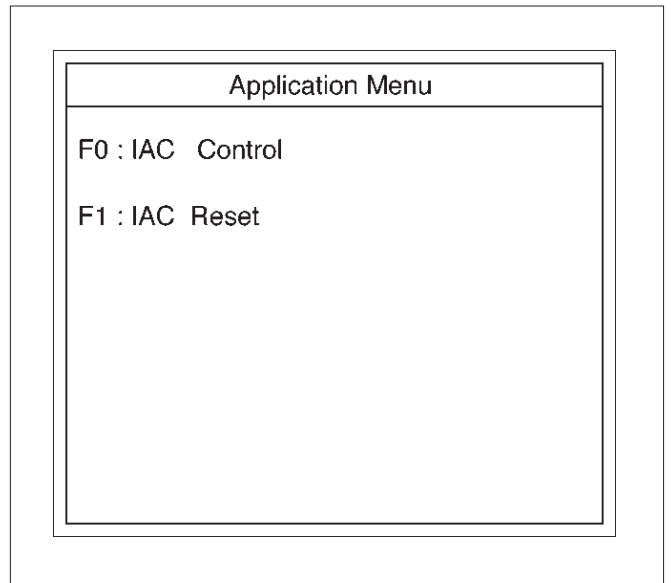 Application Menu
F0 : IAC Control
F1 : IAC Reset